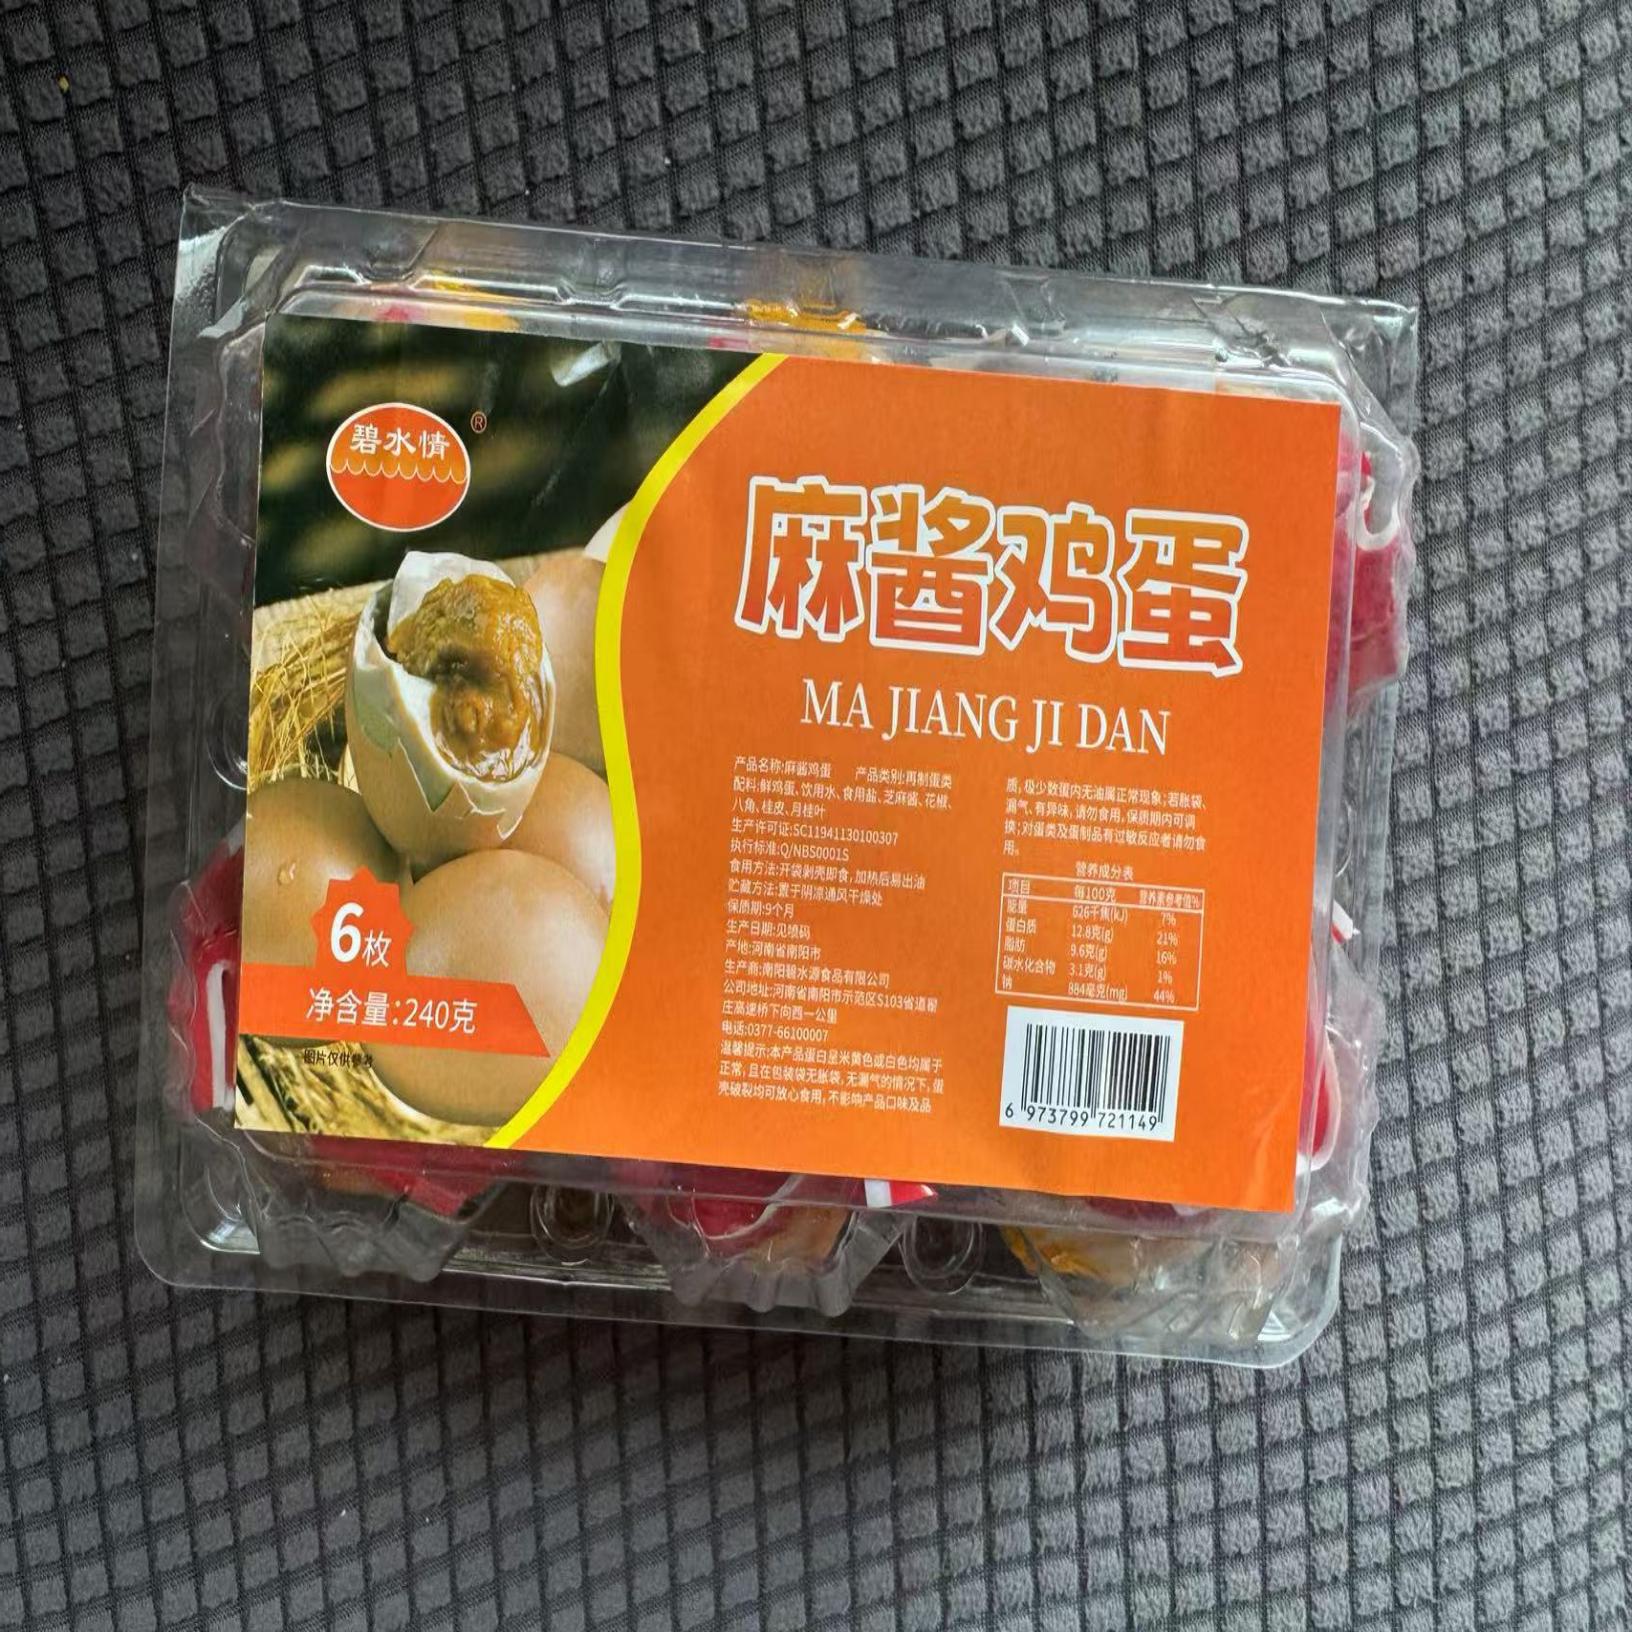 碧水情
®
麻酱鸡蛋
MA JIANG JI DAN
6枚
净含量:240克
图片仅供参考
产品名称:麻酱鸡蛋 产品类别:再制蛋类
配料:鲜鸡蛋、饮用水、食用盐、芝麻酱、花椒、
八角、桂皮、月桂叶
生产许可证:SC11941130100307
执行标准:Q/NBS0001S
食用方法:开袋剥壳即食,加热后易出油
贮藏方法:置于阴凉通风干燥处
保质期:9个月
生产日期:见喷码
产地:河南省南阳市
生产商:南阳碧水源食品有限公司
公司地址:河南省南阳市示范区S103省道谢
庄高速桥下向西一公里
电话:0377-66100007
温馨提示:本产品蛋白呈米黄色或白色均属于
正常,且在包装袋无胀袋,无漏气的情况下,蛋
壳破裂均可放心食用,不影响产品口味及品
质,极少数蛋内无油属正常现象;若胀袋、
漏气、有异味,请勿食用,保质期内可调
换;对蛋类及蛋制品有过敏反应者请勿食
用。
营养成分表
项目 每100克 营养素参考值%
能量 626千焦(kJ) 7%
蛋白质 12.8克(g) 21%
脂肪 9.6克(g) 16%
碳水化合物 3.1克(g) 1%
钠 884毫克(mg) 44%
6 973799 721149